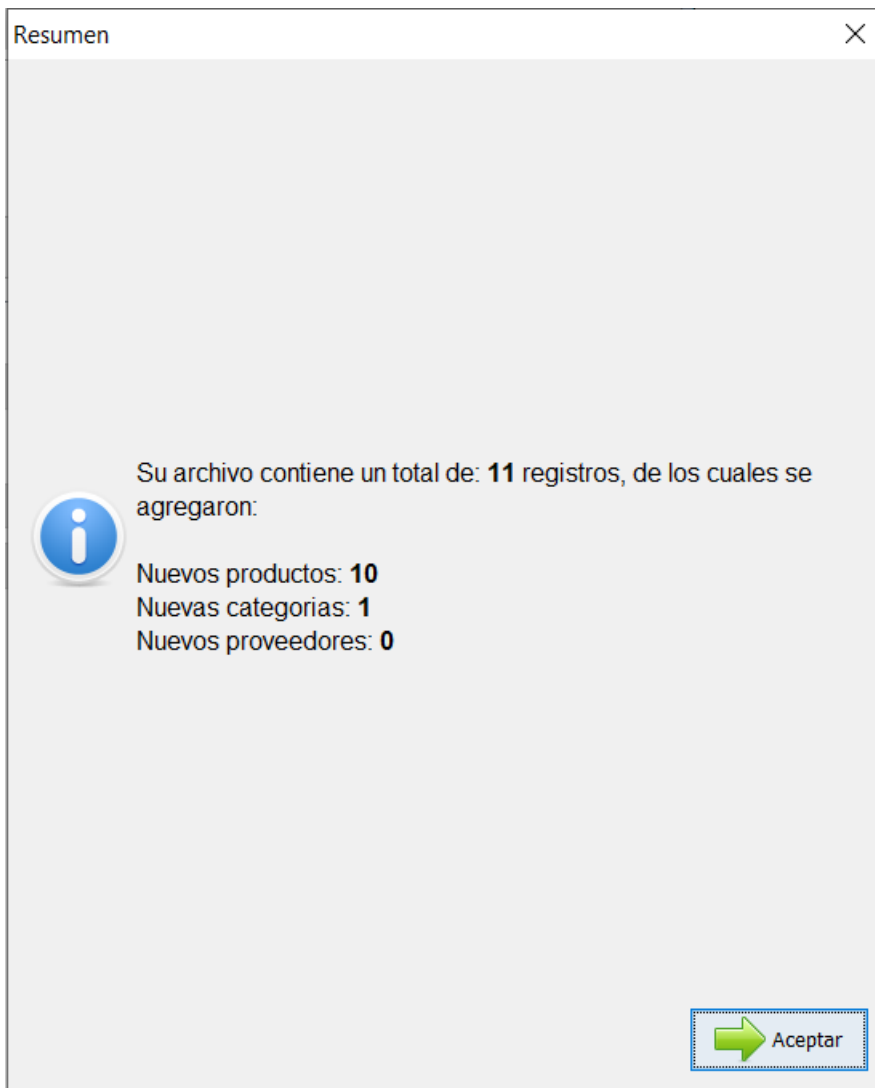 Resumen
Su archivo contiene un total de: 11 registros, de los cuales se
agregaron:
Nuevos productos: 10
Nuevas categorias: 1
Nuevos proveedores: 0
Aceptar